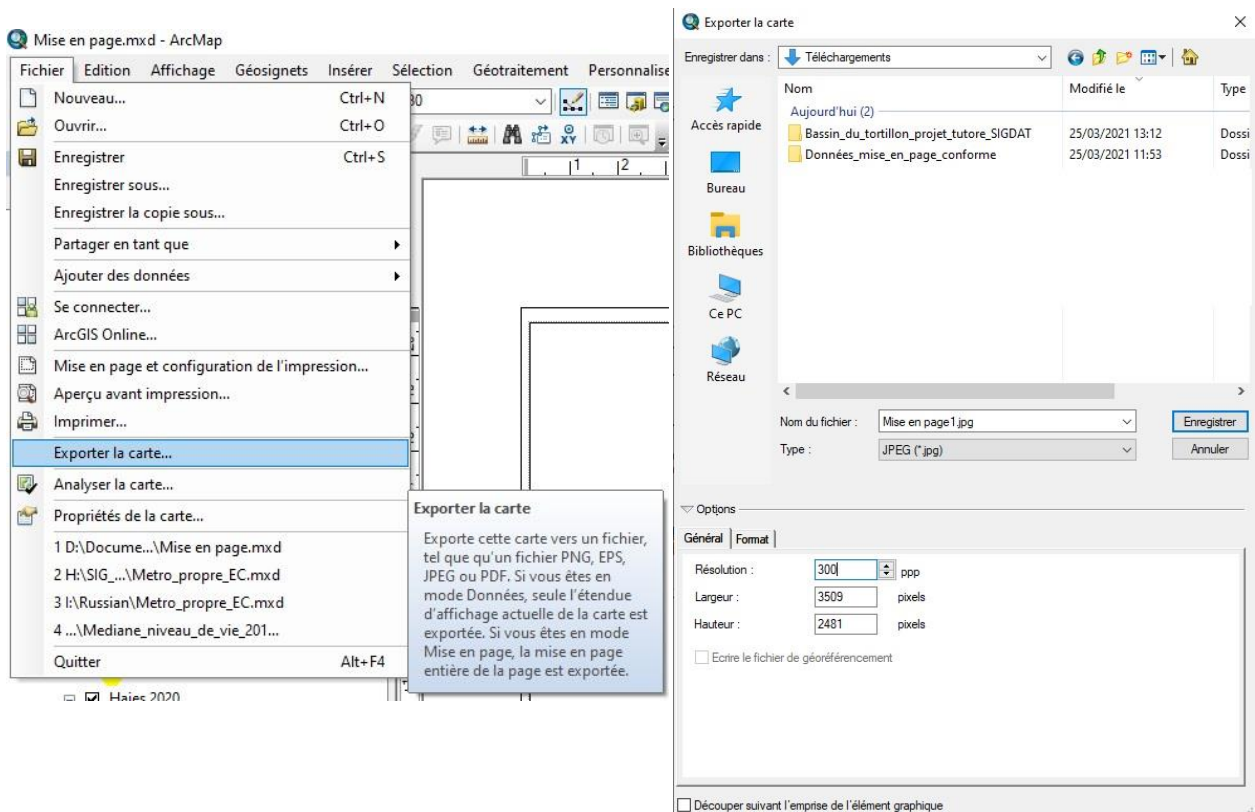 Mise en page.mxd - ArcMap
Fichier Edition Affichage Géosignets Insérer Sélection Géotraitement Personnalise
Nouveau... Ctrl+N
Ouvrir... Ctrl+O
Enregistrer Ctrl+S
Enregistrer sous...
Enregistrer la copie sous...
Partager en tant que
Ajouter des données
Se connecter...
ArcGIS Online...
Mise en page et configuration de l'impression...
Aperçu avant impression...
Imprimer...
Exporter la carte...
Analyser la carte...
Propriétés de la carte...
1 D:\Docume...\Mise en page.mxd
2 H:\SIG_...\Metro_propre_EC.mxd
3 I:\Russian\Metro_propre_EC.mxd
4 ...\Mediane_niveau_de_vie_201...
Quitter Alt+F4
Haies 2020
XY
1 2
Exporter la carte
Exporte cette carte vers un fichier,
tel que qu'un fichier PNG, EPS,
JPEG ou PDF. Si vous êtes en
mode Données, seule l'étendue
d'affichage actuelle de la carte est
exportée. Si vous êtes en mode
Mise en page, la mise en page
entière de la page est exportée.
Exporter la carte
Enregistrer dans : Téléchargements
Accès rapide
Bureau
Bibliothèques
Ce PC
Réseau
Nom Modifié le Type
Aujourd'hui (2)
Bassin_du_tortillon_projet_tutore_SIGDAT 25/03/2021 13:12 Dossi
Données_mise_en_page_conforme 25/03/2021 11:53 Dossi
Nom du fichier : Mise en page1.jpg Enregistrer
Type : JPEG (*.jpg) Annuler
Options
Général Format
Résolution : 300 ppp
Largeur : 3509 pixels
Hauteur : 2481 pixels
Ecrire le fichier de géoréférencement
Découper suivant l'emprise de l'élément graphique